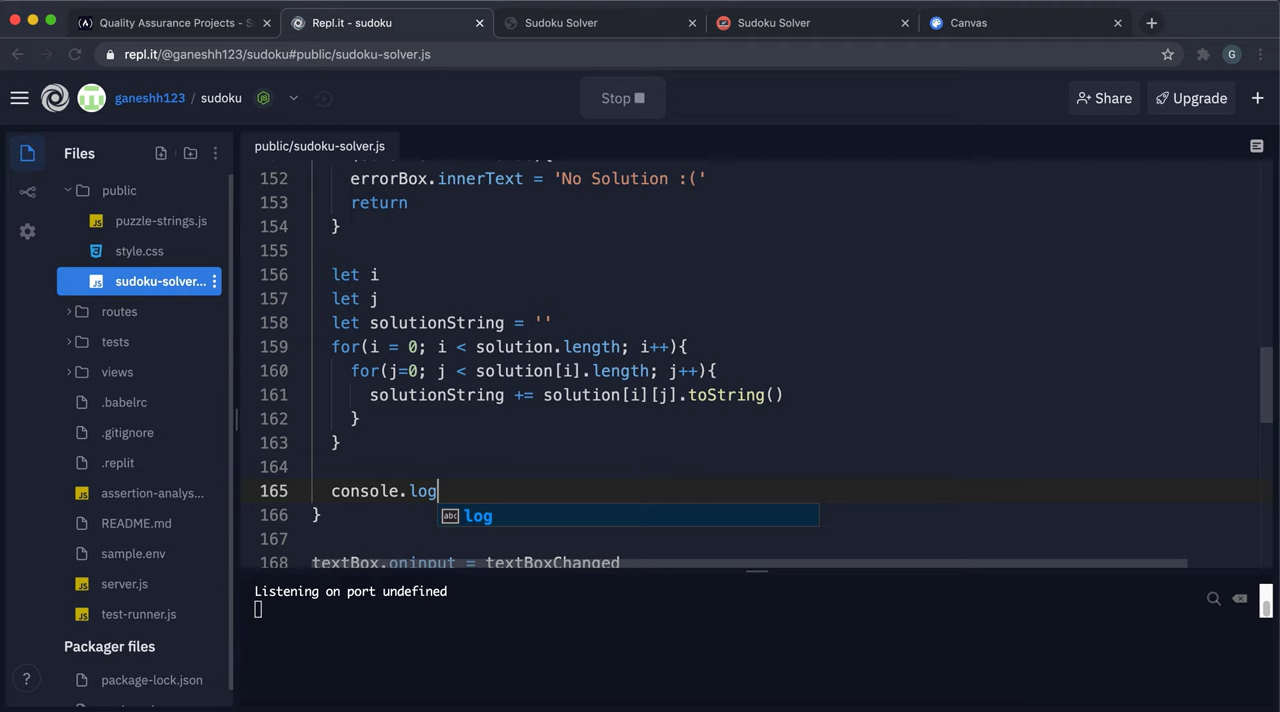 Quality Assurance Projects - S
Repl.it - sudoku
Sudoku Solver
Sudoku Solver
Canvas
repl.it/@ganeshh123/sudoku#public/sudoku-solver.js
G
ganeshh123 / sudoku
Stop
Share
Upgrade
Files
public
puzzle-strings.js
style.css
sudoku-solver...
routes
tests
views
.babelrc
.gitignore
.replit
assertion-analys...
README.md
sample.env
server.js
test-runner.js
Packager files
package-lock.json
public/sudoku-solver.js
152 errorBox.innerText = 'No Solution :('
153 return
154 }
155
156 let i
157 let j
158 let solutionString = ''
159 for(i = 0; i < solution.length; i++){
160 for(j=0; j < solution[i].length; j++){
161 solutionString += solution[i][j].toString()
162 }
163 }
164
165 console.log
abc log
166 }
167
168 textBox.oninput = textBoxChanged
Listening on port undefined